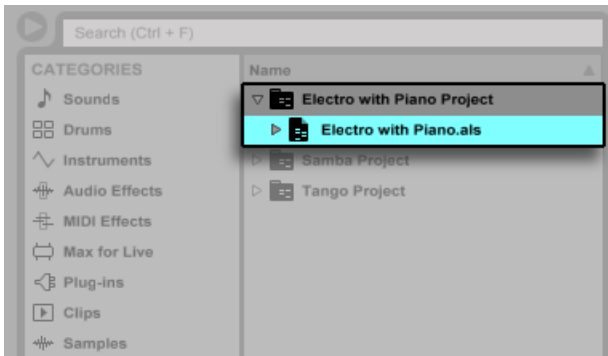 Search (Ctrl + F)
CATEGORIES
Sounds
Drums
Instruments
Audio Effects
MIDI Effects
Max for Live
Plug-ins
Clips
Samples
Name
Electro with Piano Project
Electro with Piano.als
Samba Project
Tango Project